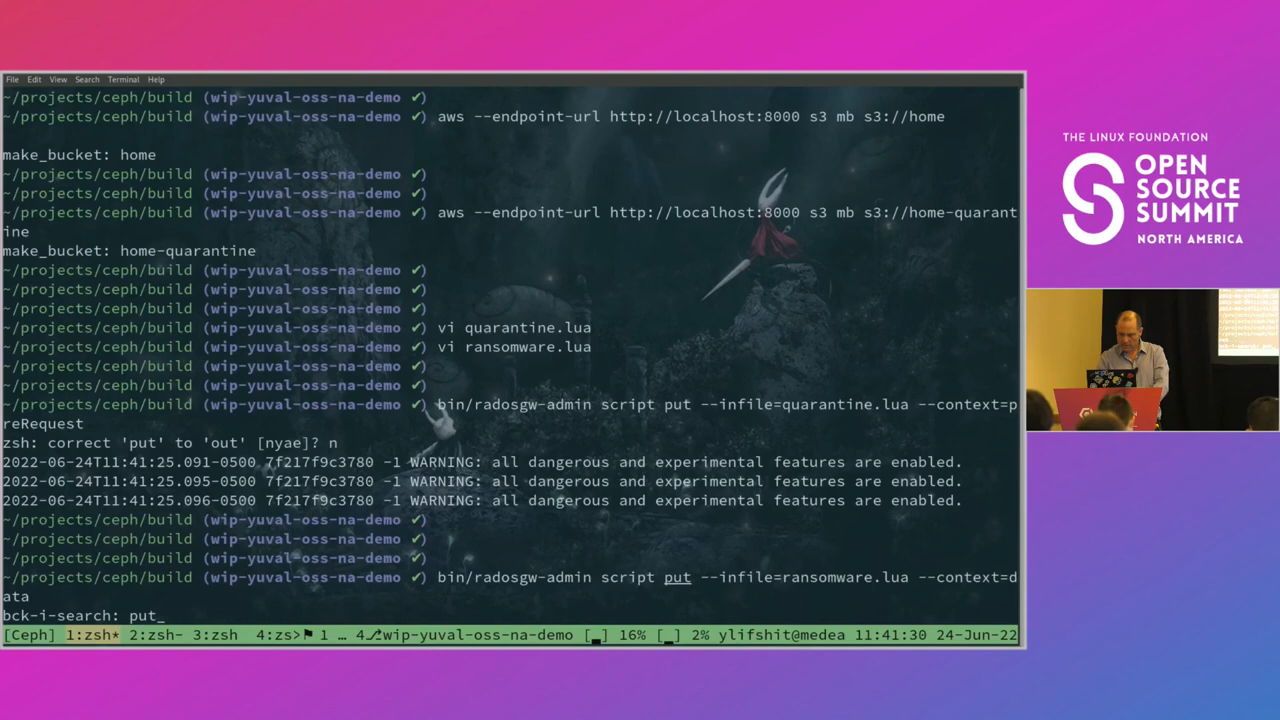 File Edit View Search Terminal Help
~/projects/ceph/build (wip-yuval-oss-na-demo ✔)
~/projects/ceph/build (wip-yuval-oss-na-demo ✔) aws --endpoint-url http://localhost:8000 s3 mb s3://home
make_bucket: home
~/projects/ceph/build (wip-yuval-oss-na-demo ✔)
~/projects/ceph/build (wip-yuval-oss-na-demo ✔)
~/projects/ceph/build (wip-yuval-oss-na-demo ✔) aws --endpoint-url http://localhost:8000 s3 mb s3://home-quarant
ine
make_bucket: home-quarantine
~/projects/ceph/build (wip-yuval-oss-na-demo ✔)
~/projects/ceph/build (wip-yuval-oss-na-demo ✔)
~/projects/ceph/build (wip-yuval-oss-na-demo ✔)
~/projects/ceph/build (wip-yuval-oss-na-demo ✔) vi quarantine.lua
~/projects/ceph/build (wip-yuval-oss-na-demo ✔) vi ransomware.lua
~/projects/ceph/build (wip-yuval-oss-na-demo ✔)
~/projects/ceph/build (wip-yuval-oss-na-demo ✔)
~/projects/ceph/build (wip-yuval-oss-na-demo ✔) bin/radosgw-admin script put --infile=quarantine.lua --context=p
reRequest
zsh: correct 'put' to 'out' [nyae]? n
2022-06-24T11:41:25.091-0500 7f217f9c3780 -1 WARNING: all dangerous and experimental features are enabled.
2022-06-24T11:41:25.095-0500 7f217f9c3780 -1 WARNING: all dangerous and experimental features are enabled.
2022-06-24T11:41:25.096-0500 7f217f9c3780 -1 WARNING: all dangerous and experimental features are enabled.
~/projects/ceph/build (wip-yuval-oss-na-demo ✔)
~/projects/ceph/build (wip-yuval-oss-na-demo ✔)
~/projects/ceph/build (wip-yuval-oss-na-demo ✔)
~/projects/ceph/build (wip-yuval-oss-na-demo ✔) bin/radosgw-admin script put --infile=ransomware.lua --context=d
ata
bck-i-search: put_
[Ceph] 1:zsh* 2:zsh- 3:zsh 4:zs>⚑ 1 … 4⎇wip-yuval-oss-na-demo [▂] 16% [▂] 2% ylifshit@medea 11:41:30 24-Jun-22
THE LINUX FOUNDATION
OPEN
SOURCE
SUMMIT
NORTH AMERICA